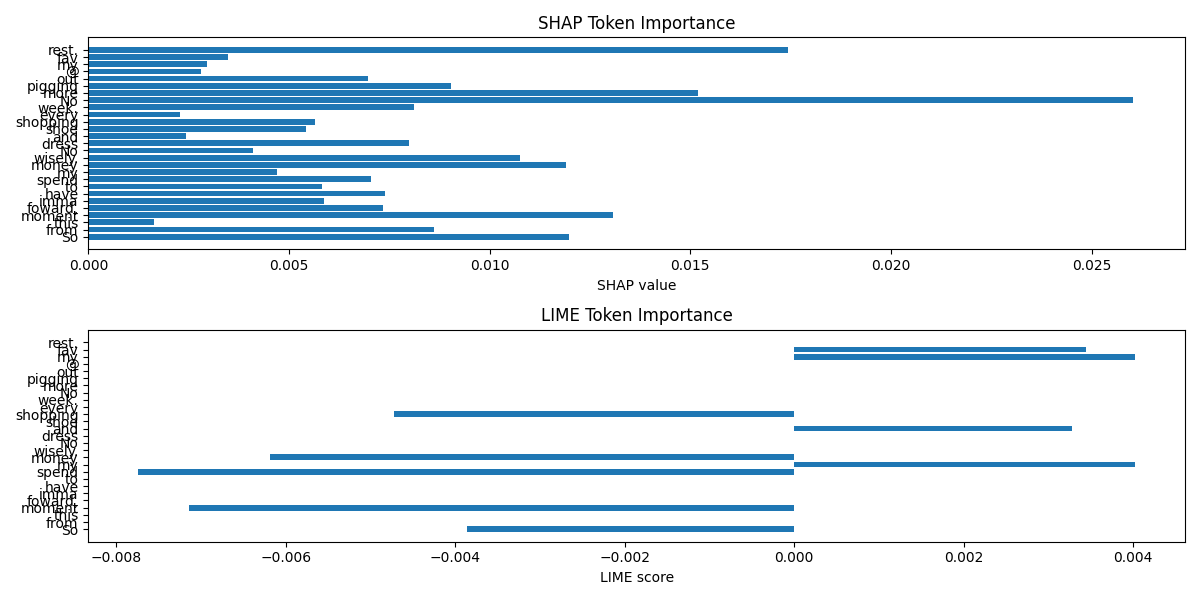 SHAP Token Importance
rest.
fav
my
@
out
pigging
more
No
week.
every
shopping
shoe
and
dress
No
wisely.
money
my
spend
to
have
imma
foward,
moment
this
from
So
0.000 0.005 0.010 0.015 0.020 0.025
SHAP value
LIME Token Importance
rest.
fav
my
@
out
pigging
more
No
week.
every
shopping
shoe
and
dress
No
wisely.
money
my
spend
to
have
imma
foward,
moment
this
from
So
−0.008 −0.006 −0.004 −0.002 0.000 0.002 0.004
LIME score